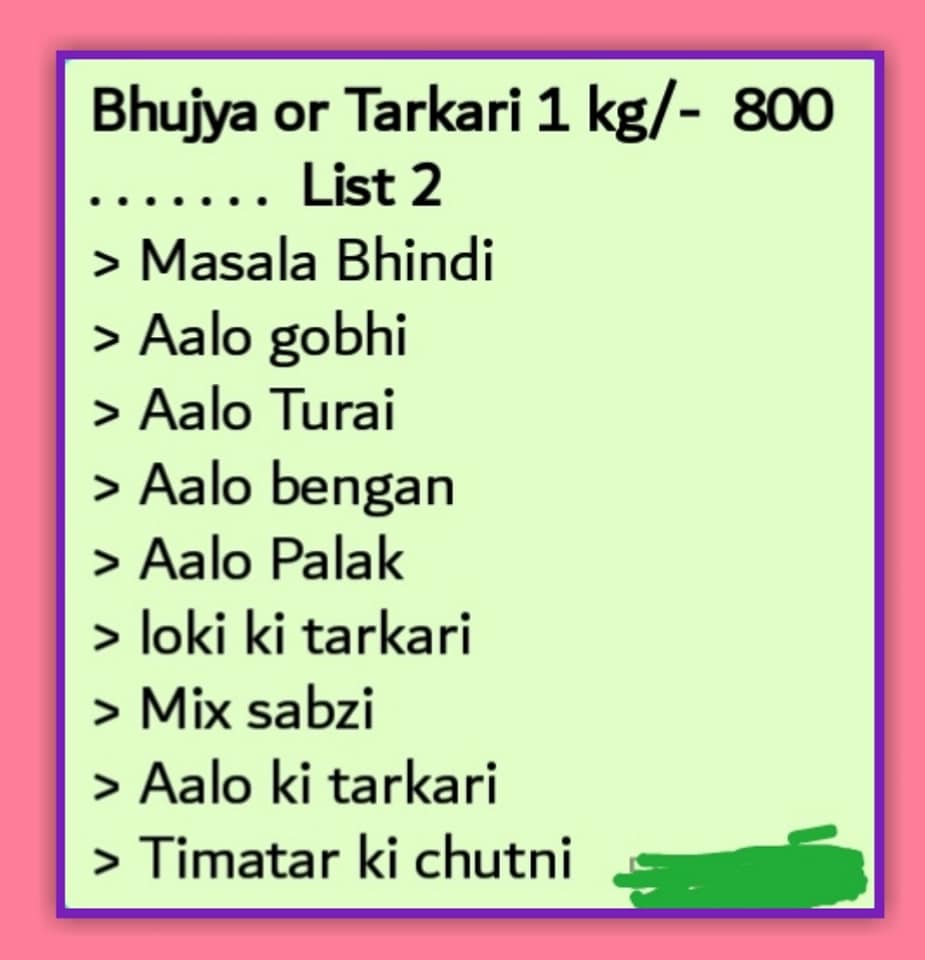 Bhujya or Tarkari 1 kg/- 800
....... List 2
> Masala Bhindi
> Aalo gobhi
> Aalo Turai
> Aalo bengan
> Aalo Palak
> loki ki tarkari
> Mix sabzi
> Aalo ki tarkari
> Timatar ki chutni